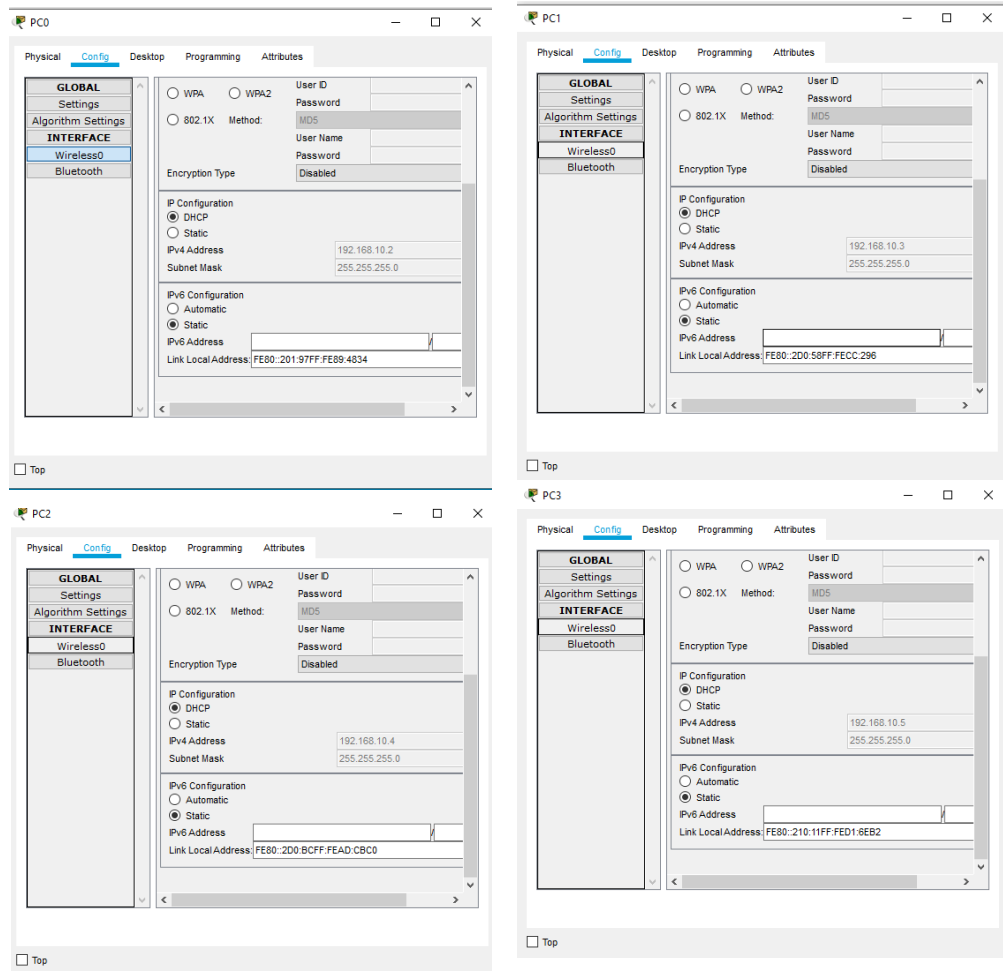 PC0
Physical Config Desktop Programming Attributes
GLOBAL
Settings
Algorithm Settings
INTERFACE
Wireless0
Bluetooth
WPA WPA2 User ID
Password
802.1X Method: MD5
User Name
Password
Encryption Type Disabled
IP Configuration
DHCP
Static
IPv4 Address 192.168.10.2
Subnet Mask 255.255.255.0
IPv6 Configuration
Automatic
Static
IPv6 Address /
Link Local Address: FE80::201:97FF:FE89:4834
Top
PC1
Physical Config Desktop Programming Attributes
GLOBAL
Settings
Algorithm Settings
INTERFACE
Wireless0
Bluetooth
WPA WPA2 User ID
Password
802.1X Method: MD5
User Name
Password
Encryption Type Disabled
IP Configuration
DHCP
Static
IPv4 Address 192.168.10.3
Subnet Mask 255.255.255.0
IPv6 Configuration
Automatic
Static
IPv6 Address /
Link Local Address: FE80::2D0:58FF:FECC:296
Top
PC2
Physical Config Desktop Programming Attributes
GLOBAL
Settings
Algorithm Settings
INTERFACE
Wireless0
Bluetooth
WPA WPA2 User ID
Password
802.1X Method: MD5
User Name
Password
Encryption Type Disabled
IP Configuration
DHCP
Static
IPv4 Address 192.168.10.4
Subnet Mask 255.255.255.0
IPv6 Configuration
Automatic
Static
IPv6 Address /
Link Local Address: FE80::2D0:BCFF:FEAD:CBC0
Top
PC3
Physical Config Desktop Programming Attributes
GLOBAL
Settings
Algorithm Settings
INTERFACE
Wireless0
Bluetooth
WPA WPA2 User ID
Password
802.1X Method: MD5
User Name
Password
Encryption Type Disabled
IP Configuration
DHCP
Static
IPv4 Address 192.168.10.5
Subnet Mask 255.255.255.0
IPv6 Configuration
Automatic
Static
IPv6 Address /
Link Local Address: FE80::210:11FF:FED1:6EB2
Top